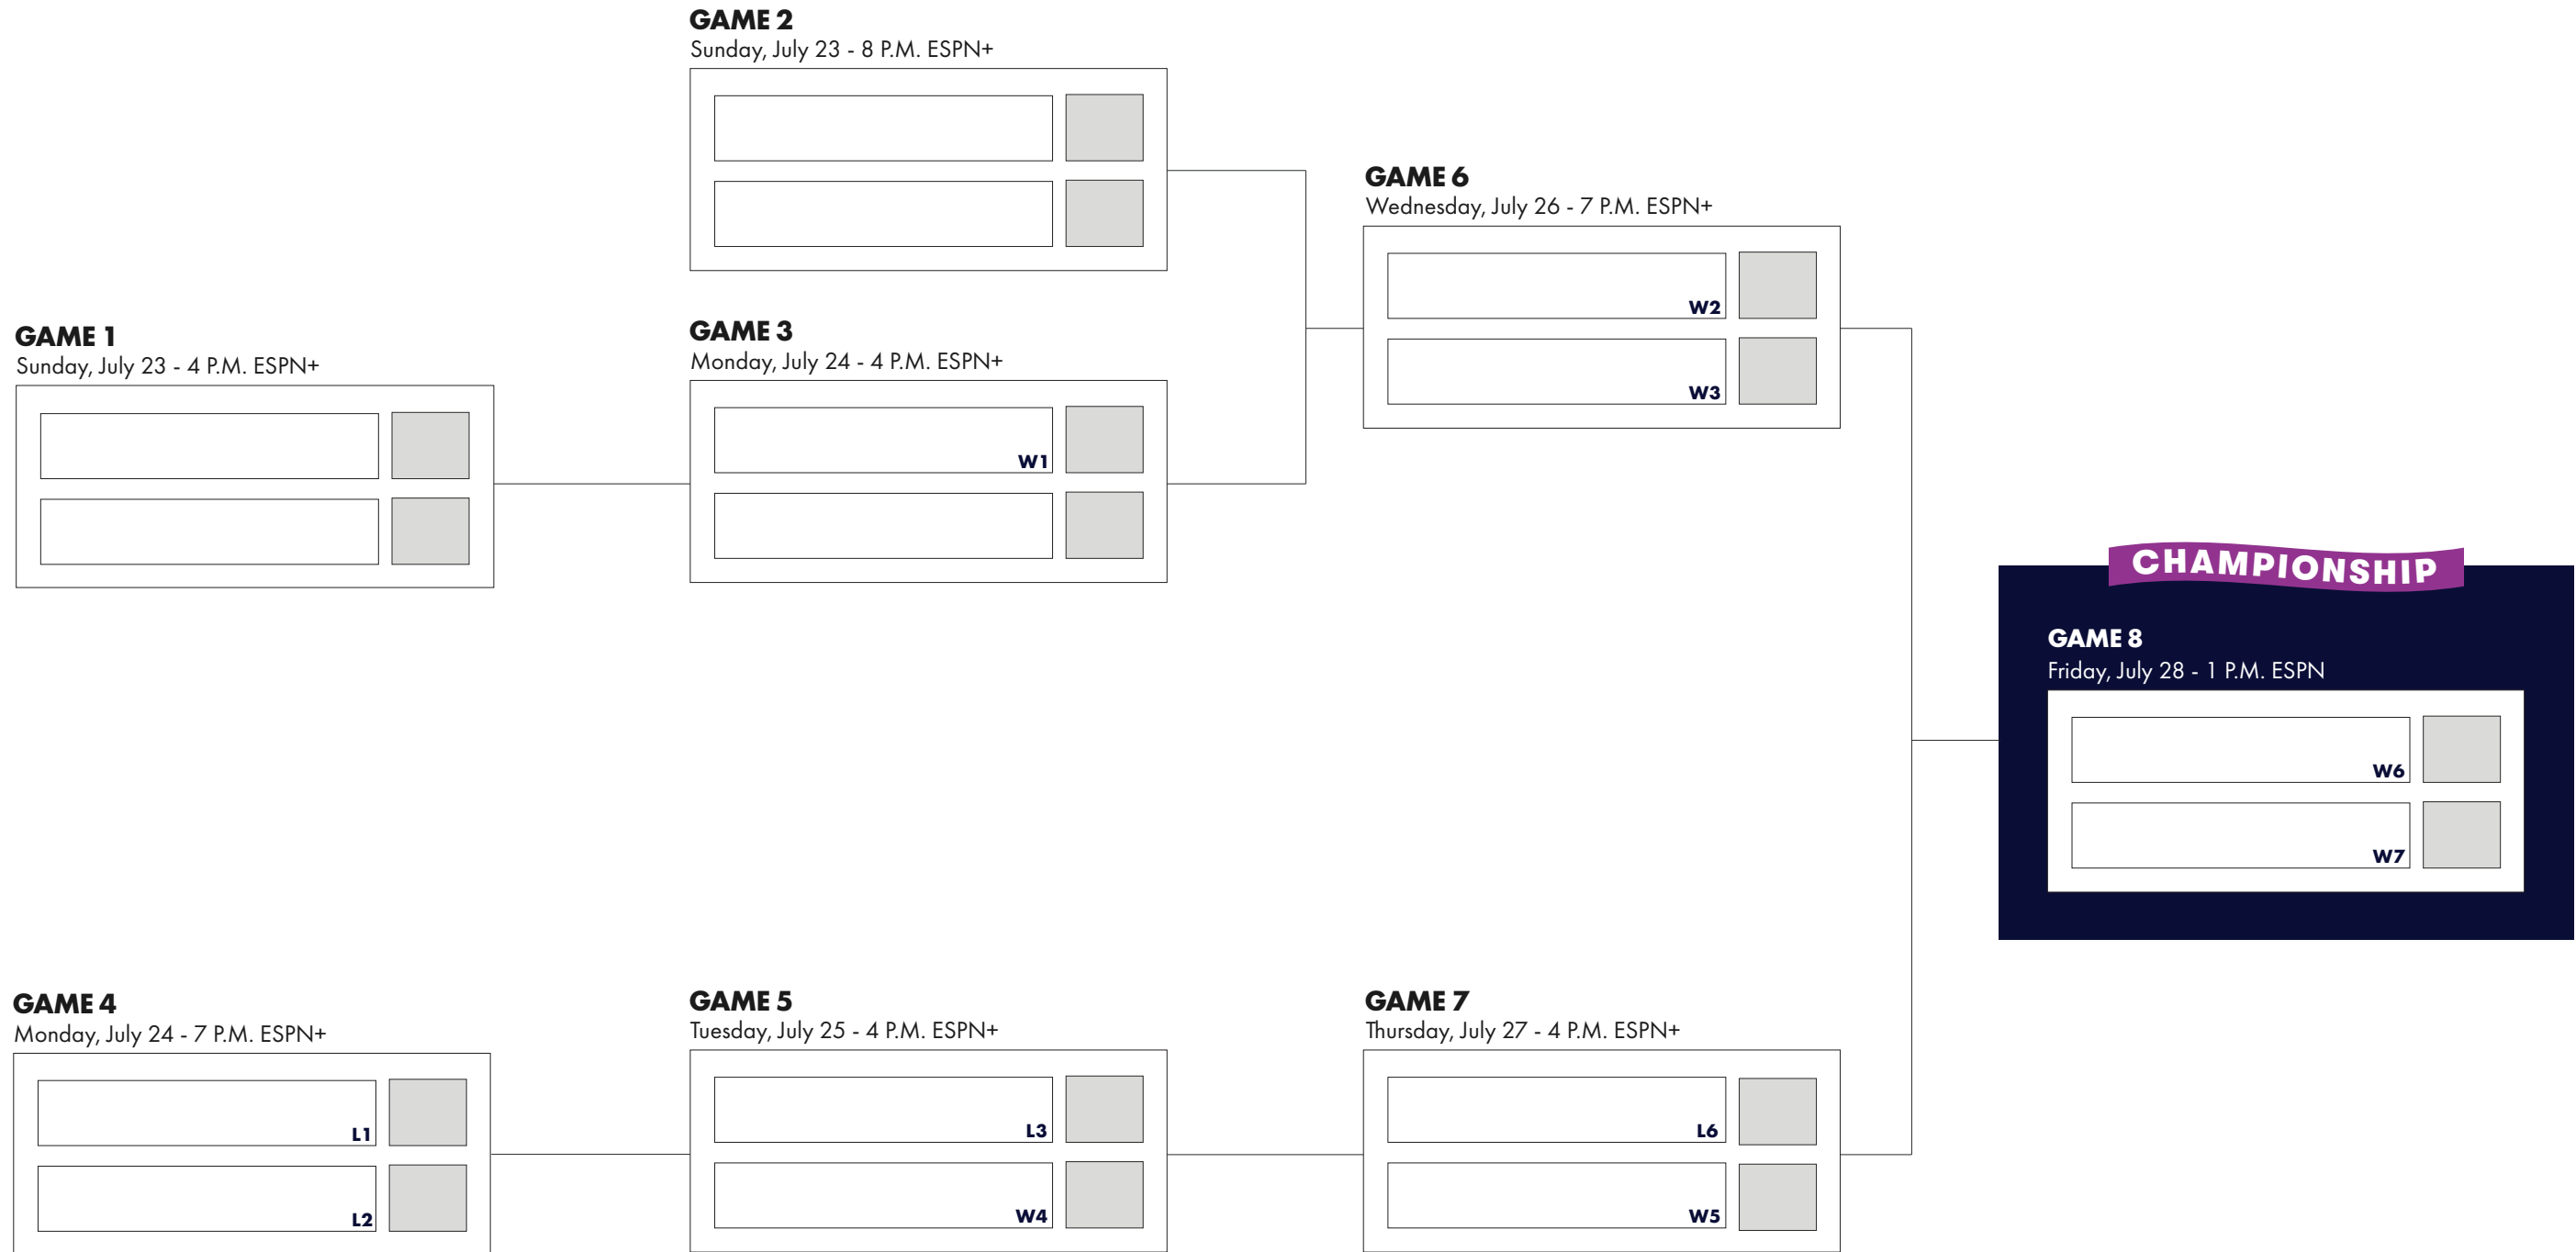 GAME 2
Sunday, July 23 - 8 P.M. ESPN+
GAME 6
Wednesday, July 26 - 7 P.M. ESPN+
W2
W3
GAME 1
Sunday, July 23 - 4 P.M. ESPN+
GAME 3
Monday, July 24 - 4 P.M. ESPN+
W1
CHAMPIONSHIP
GAME 8
Friday, July 28 - 1 P.M. ESPN
W6
W7
GAME 4
Monday, July 24 - 7 P.M. ESPN+
L1
L2
GAME 5
Tuesday, July 25 - 4 P.M. ESPN+
L3
W4
GAME 7
Thursday, July 27 - 4 P.M. ESPN+
L6
W5